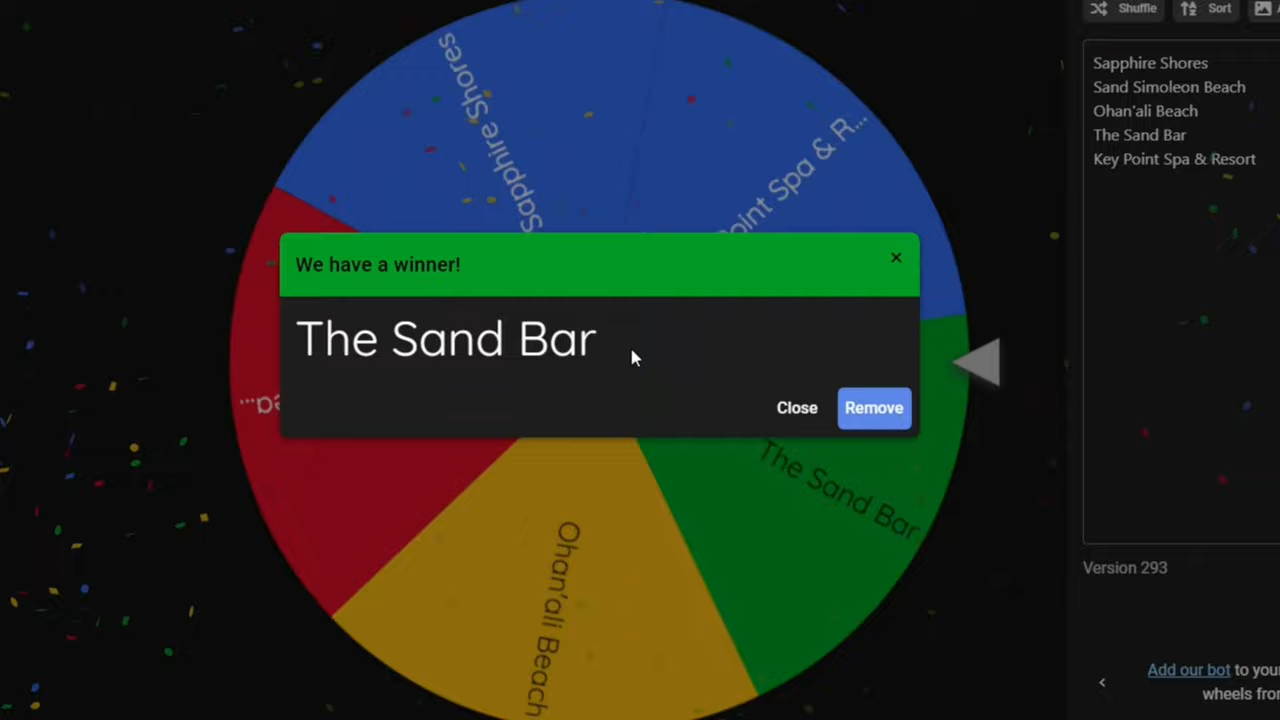 Shuffle
Sort
Sapphire Shores
Sand Simoleon Beach
Ohan'ali Beach
The Sand Bar
Key Point Spa & Resort
Sapphire Shores
Point Spa & R...
We have a winner!
×
The Sand Bar
Close
Remove
ea...
The Sand Bar
Ohan'ali Beach
Version 293
Add our bot to your
wheels from